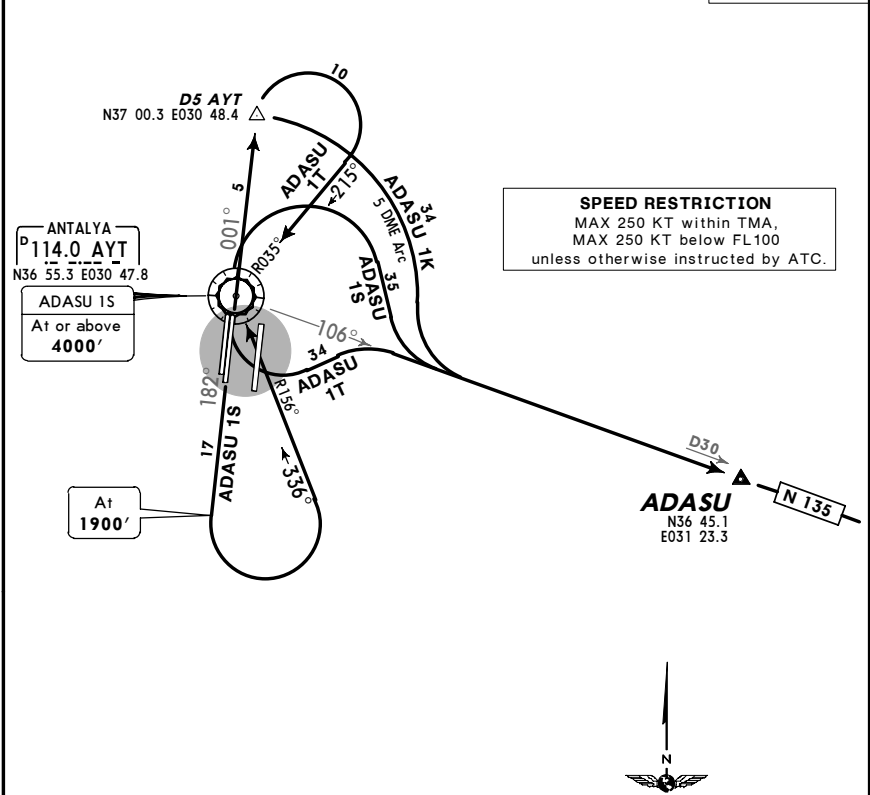 10
D5 AYT
N37 00.3 E030 48.4
ADASU
1T
←215°
34
ADASU 1K
5 DME Arc
5
001°
R035°
SPEED RESTRICTION
MAX 250 KT within TMA,
MAX 250 KT below FL100
unless otherwise instructed by ATC.
ANTALYA
D 114.0 AYT
N36 55.3 E030 47.8
ADASU 1S
At or above
4000′
35
ADASU
1S
106°
34
ADASU
1T
182°
R156°
17
ADASU 1S
←336°
At
1900′
D30
ADASU
N36 45.1
E031 23.3
N 135
N